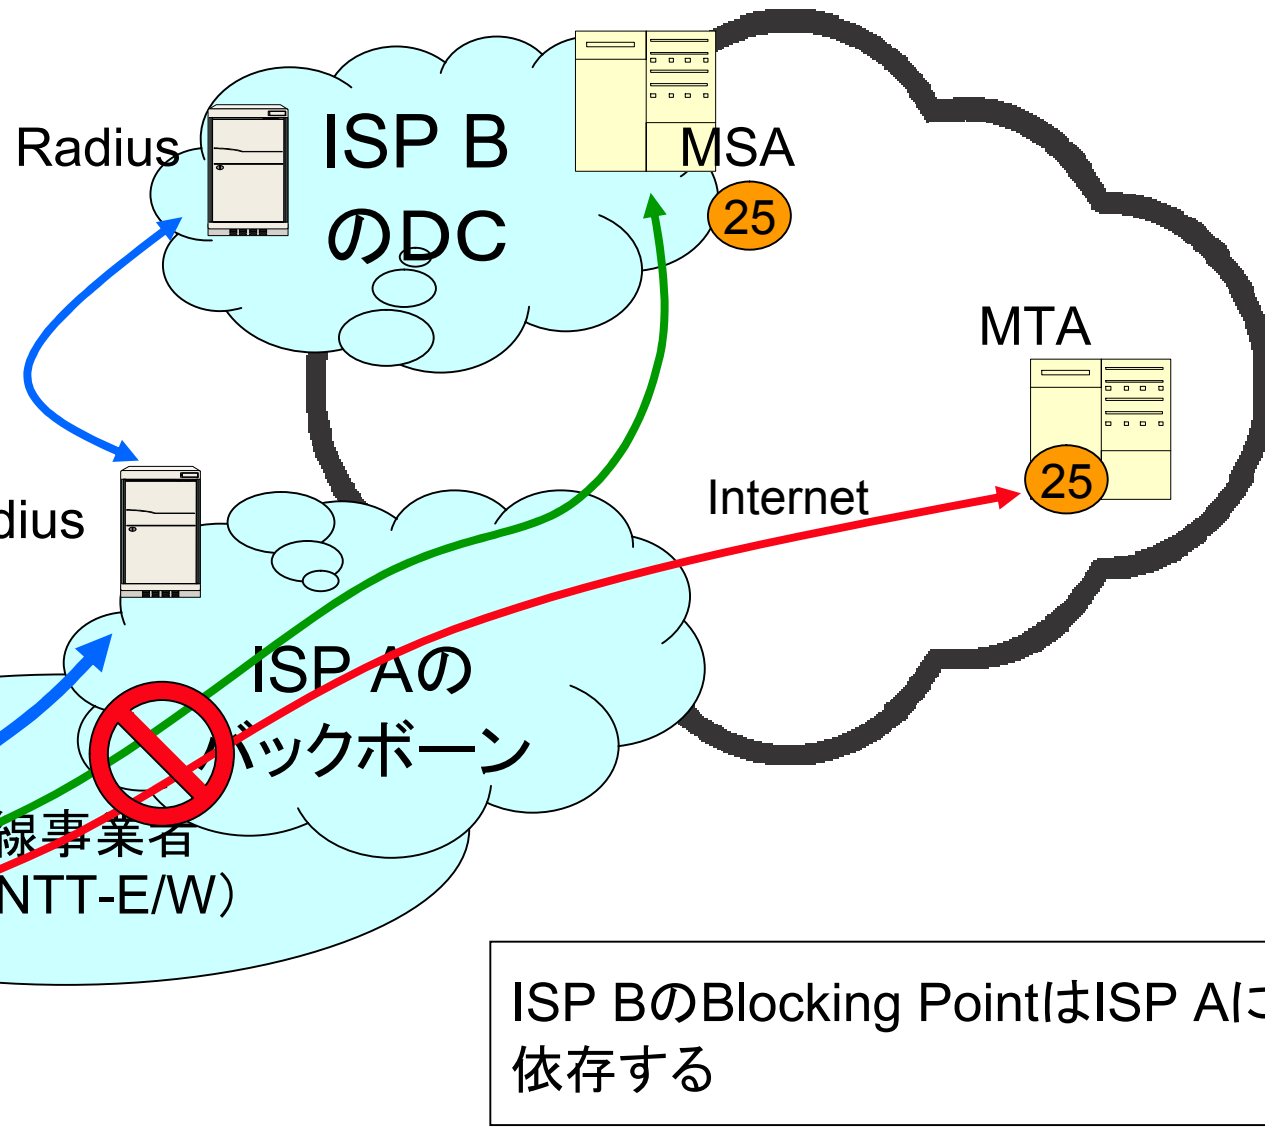 Radius
ISP B
のDC
MSA
25
MTA
25
Internet
dius
ISP Aの
バックボーン
線事業者
NTT-E/W）
ISP BのBlocking PointはISP Aに
依存する